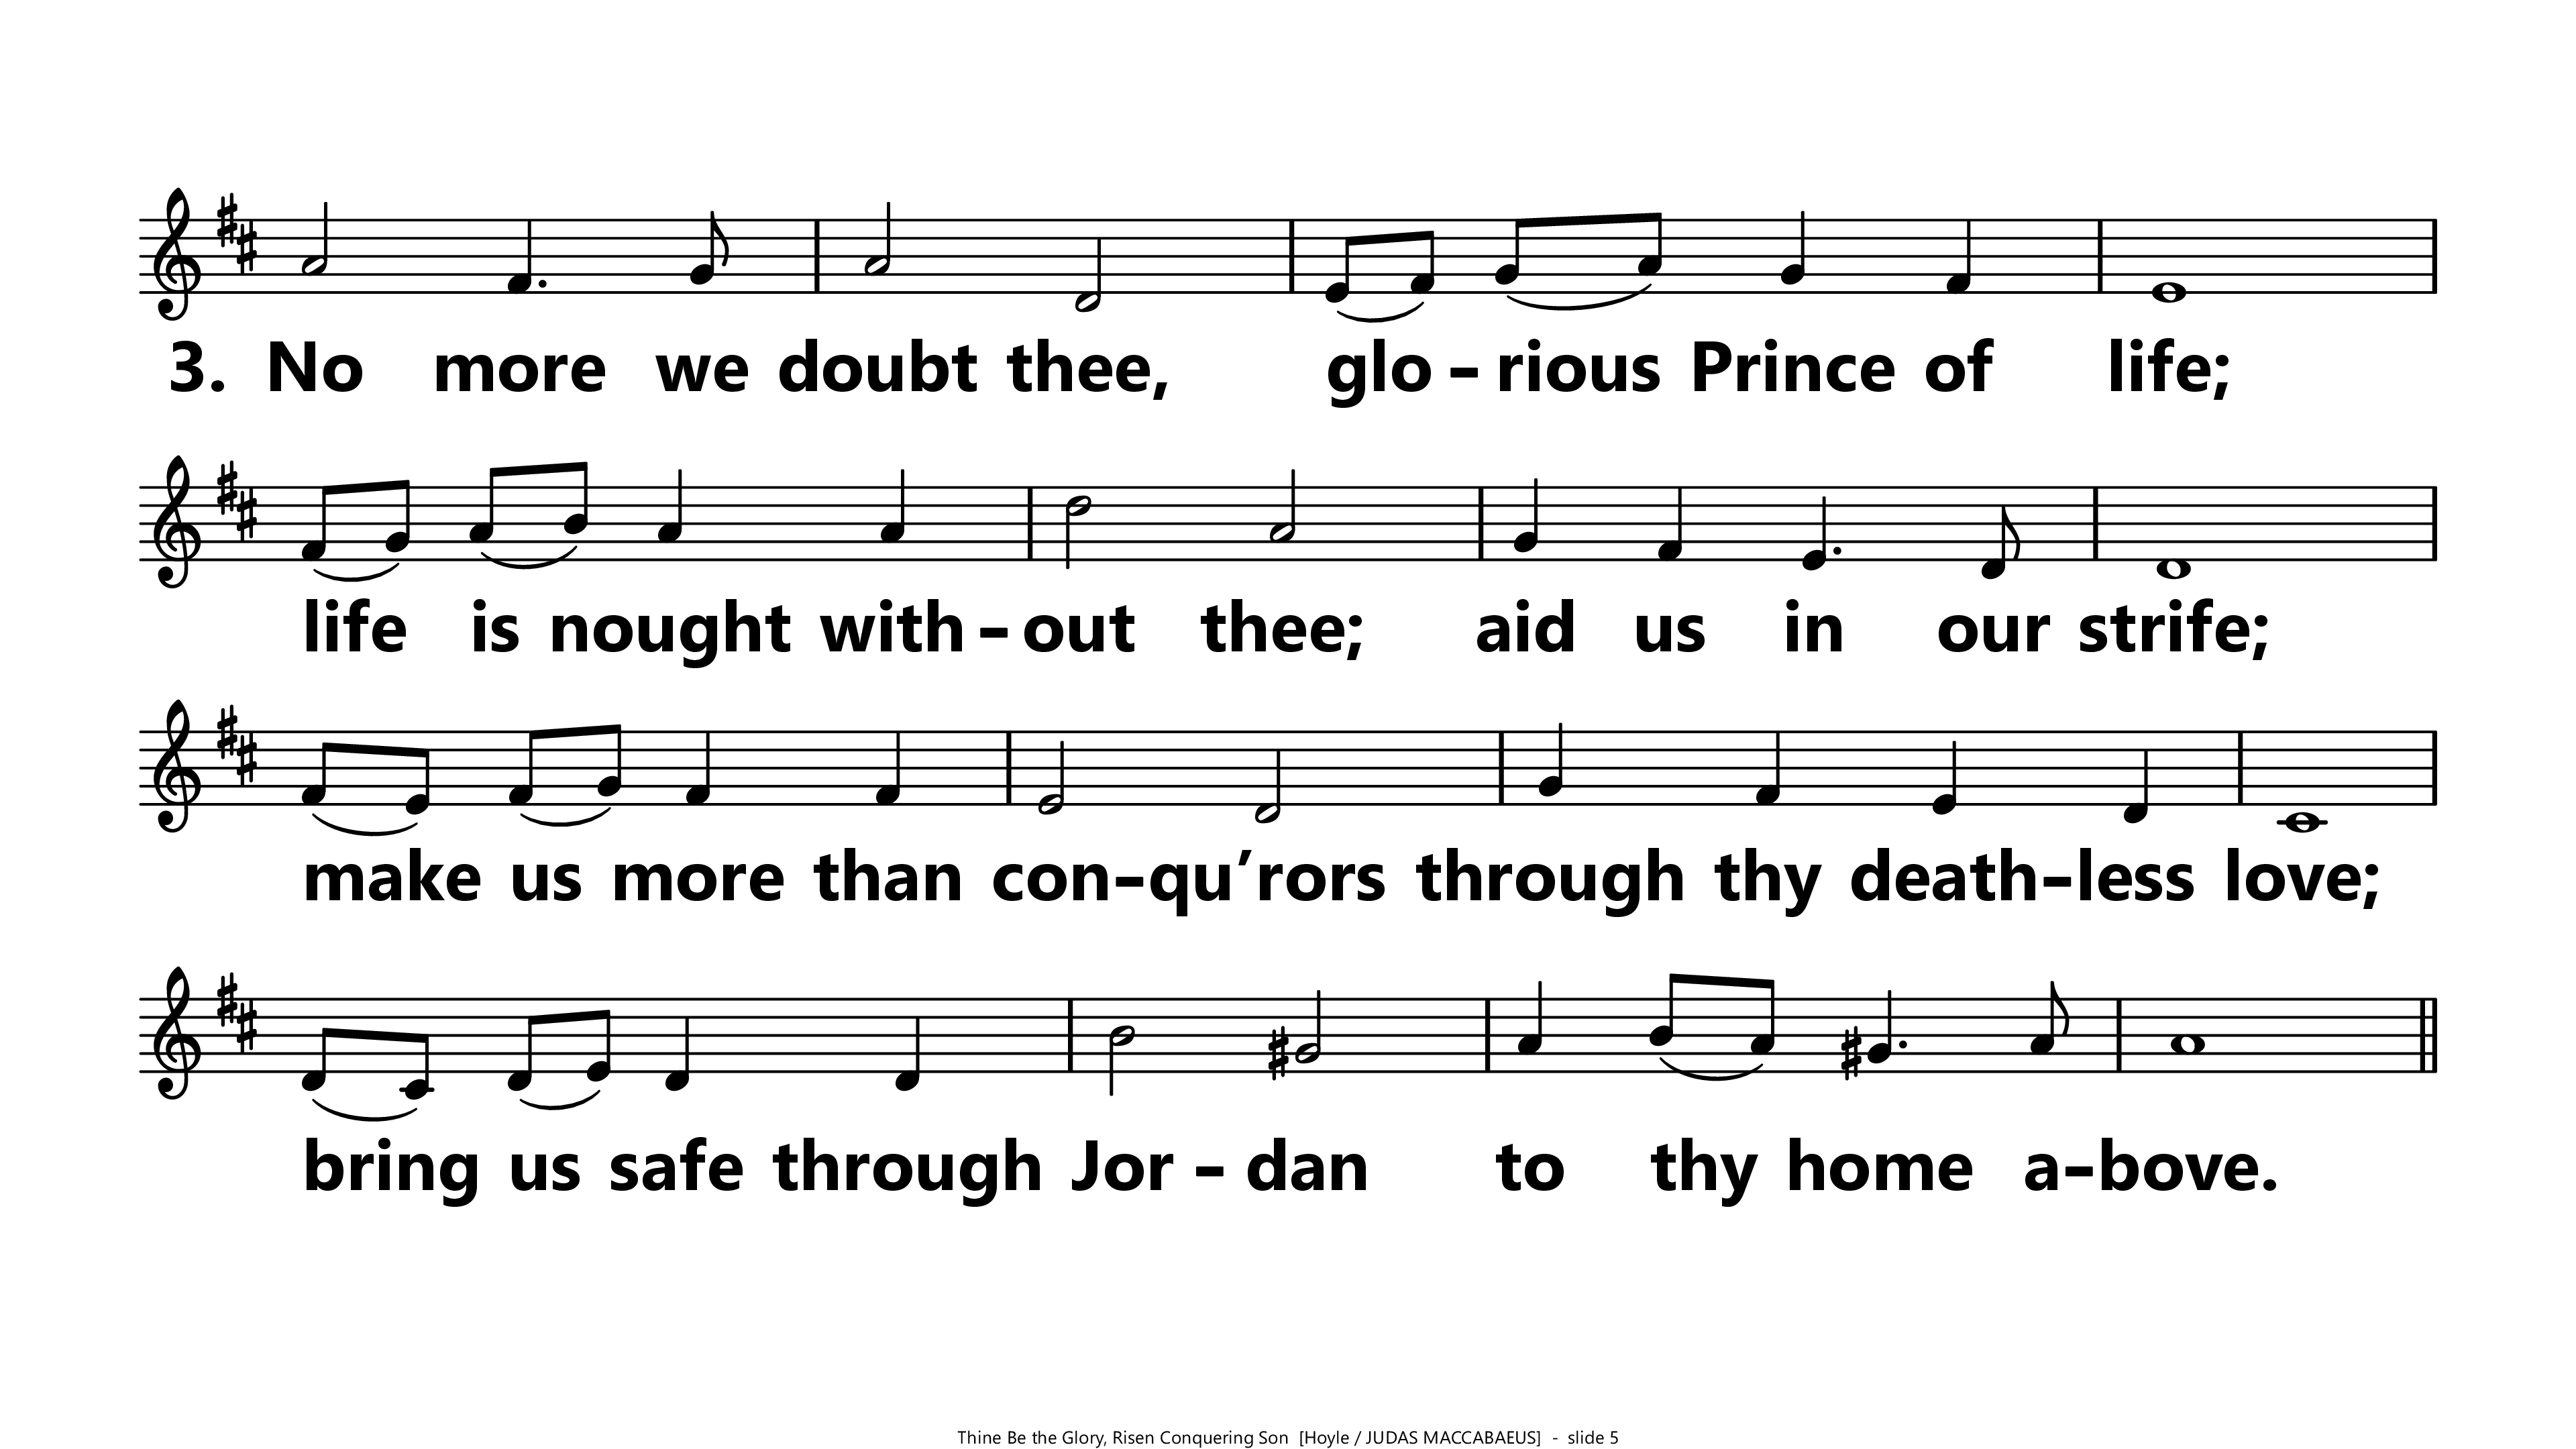 3. No more we doubt thee, glo-rious Prince of life;
life is nought with-out thee; aid us in our strife;
make us more than con-qu’rors through thy death-less love;
bring us safe through Jor-dan to thy home a-bove.
Thine Be the Glory, Risen Conquering Son [Hoyle / JUDAS MACCABAEUS] - slide 5